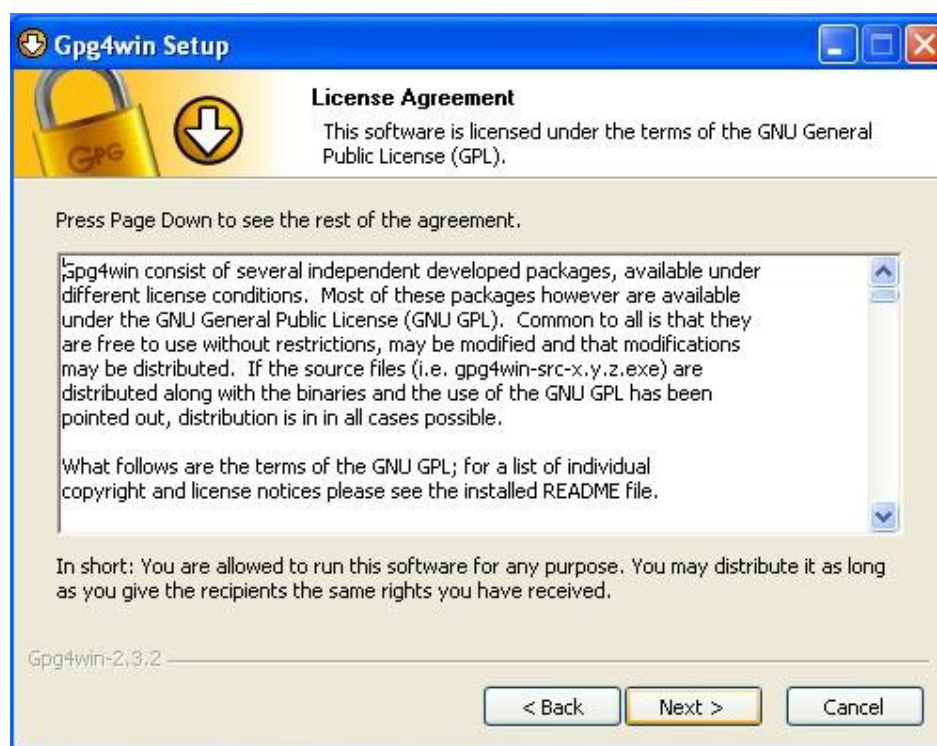 Gpg4win Setup
License Agreement
This software is licensed under the terms of the GNU General
Public License (GPL).
GPG
Press Page Down to see the rest of the agreement.
Gpg4win consist of several independent developed packages, available under
different license conditions.  Most of these packages however are available
under the GNU General Public License (GNU GPL).  Common to all is that they
are free to use without restrictions, may be modified and that modifications
may be distributed.  If the source files (i.e. gpg4win-src-x.y.z.exe) are
distributed along with the binaries and the use of the GNU GPL has been
pointed out, distribution is in in all cases possible.
What follows are the terms of the GNU GPL; for a list of individual
copyright and license notices please see the installed README file.
In short: You are allowed to run this software for any purpose. You may distribute it as long
as you give the recipients the same rights you have received.
Gpg4win-2.3.2
< Back Next > Cancel